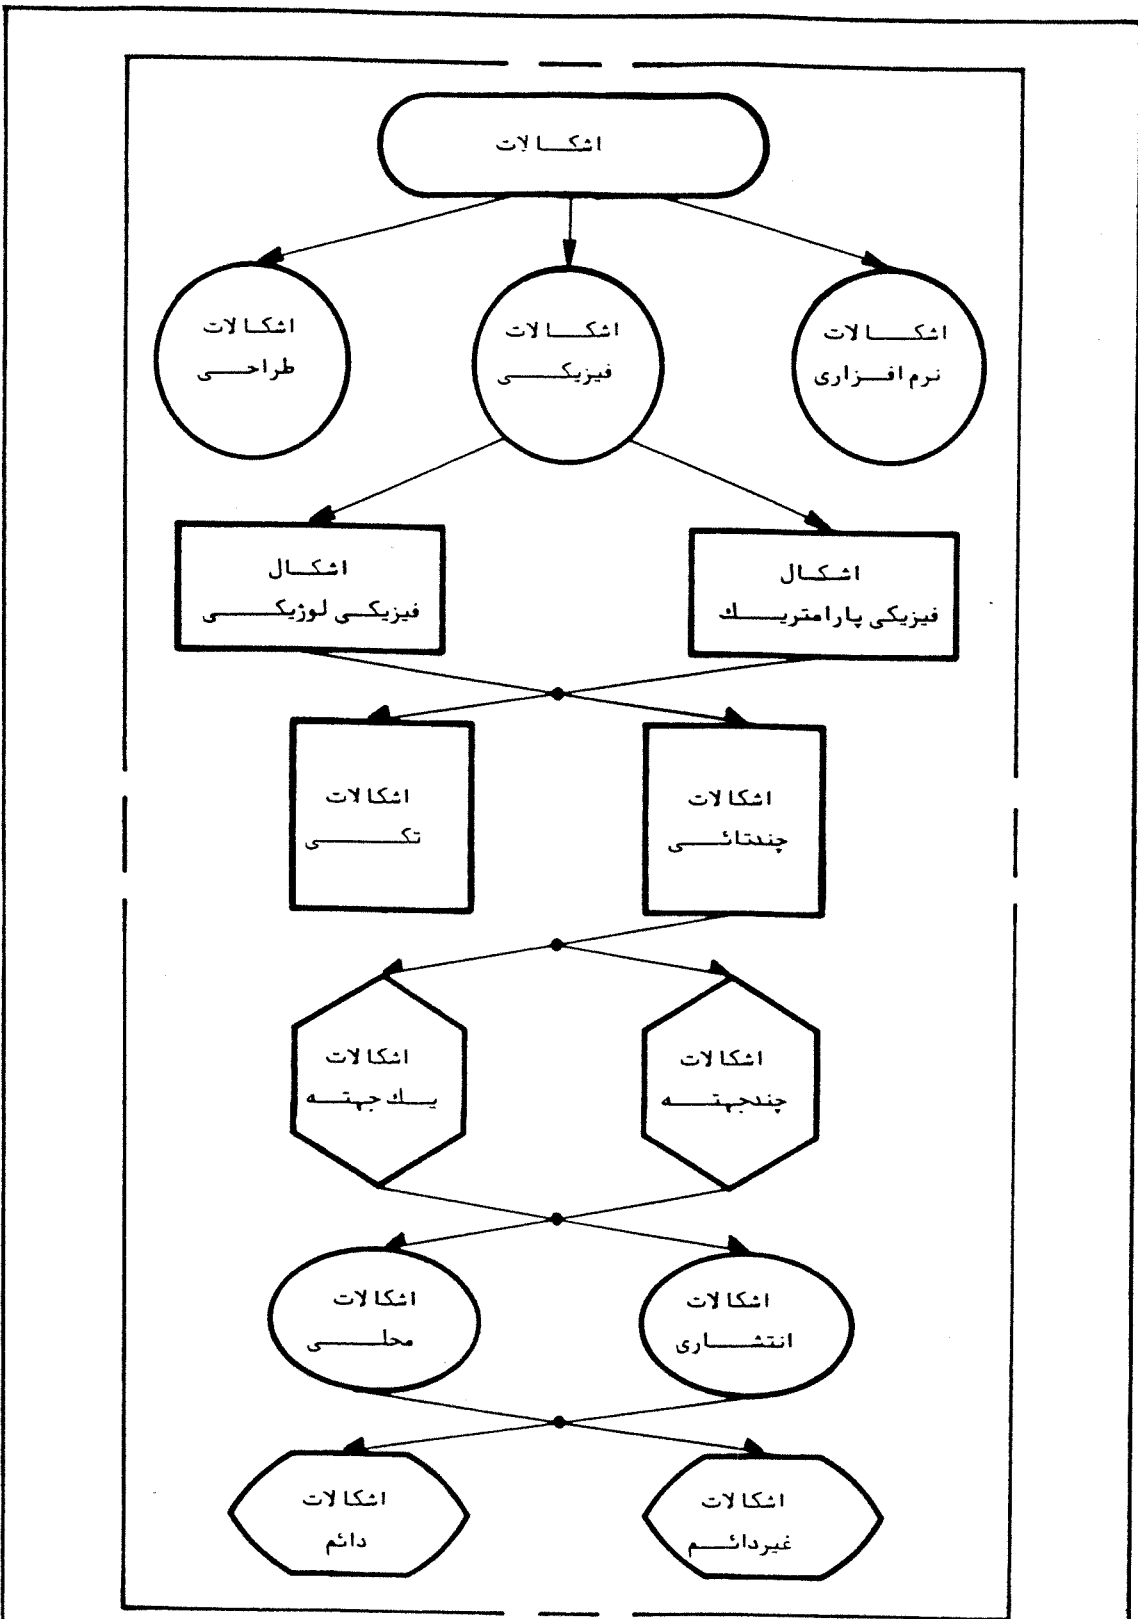 اشکالات
اشکالات
نرم افزاری
اشکالات
فیزیکی
اشکالات
طراحی
اشکال
فیزیکی پارامتریک
اشکال
فیزیکی لوژیکی
اشکالات
چندتائی
اشکالات
تکی
اشکالات
چندجهته
اشکالات
یک جهته
اشکالات
انتشاری
اشکالات
محلی
اشکالات
غیردائم
اشکالات
دائم